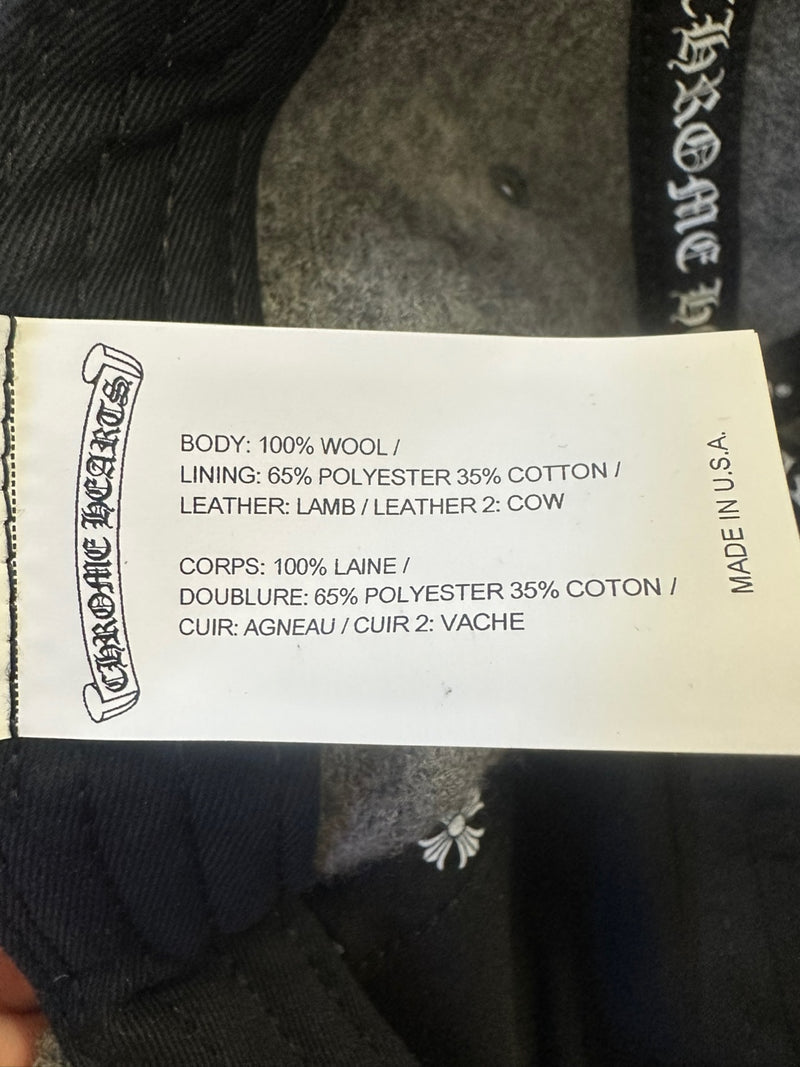 CHROME H
CHROME HEARTS
BODY: 100% WOOL /
LINING: 65% POLYESTER 35% COTTON /
LEATHER: LAMB / LEATHER 2: COW
CORPS: 100% LAINE /
DOUBLURE: 65% POLYESTER 35% COTON /
CUIR: AGNEAU / CUIR 2: VACHE
MADE IN U.S.A.